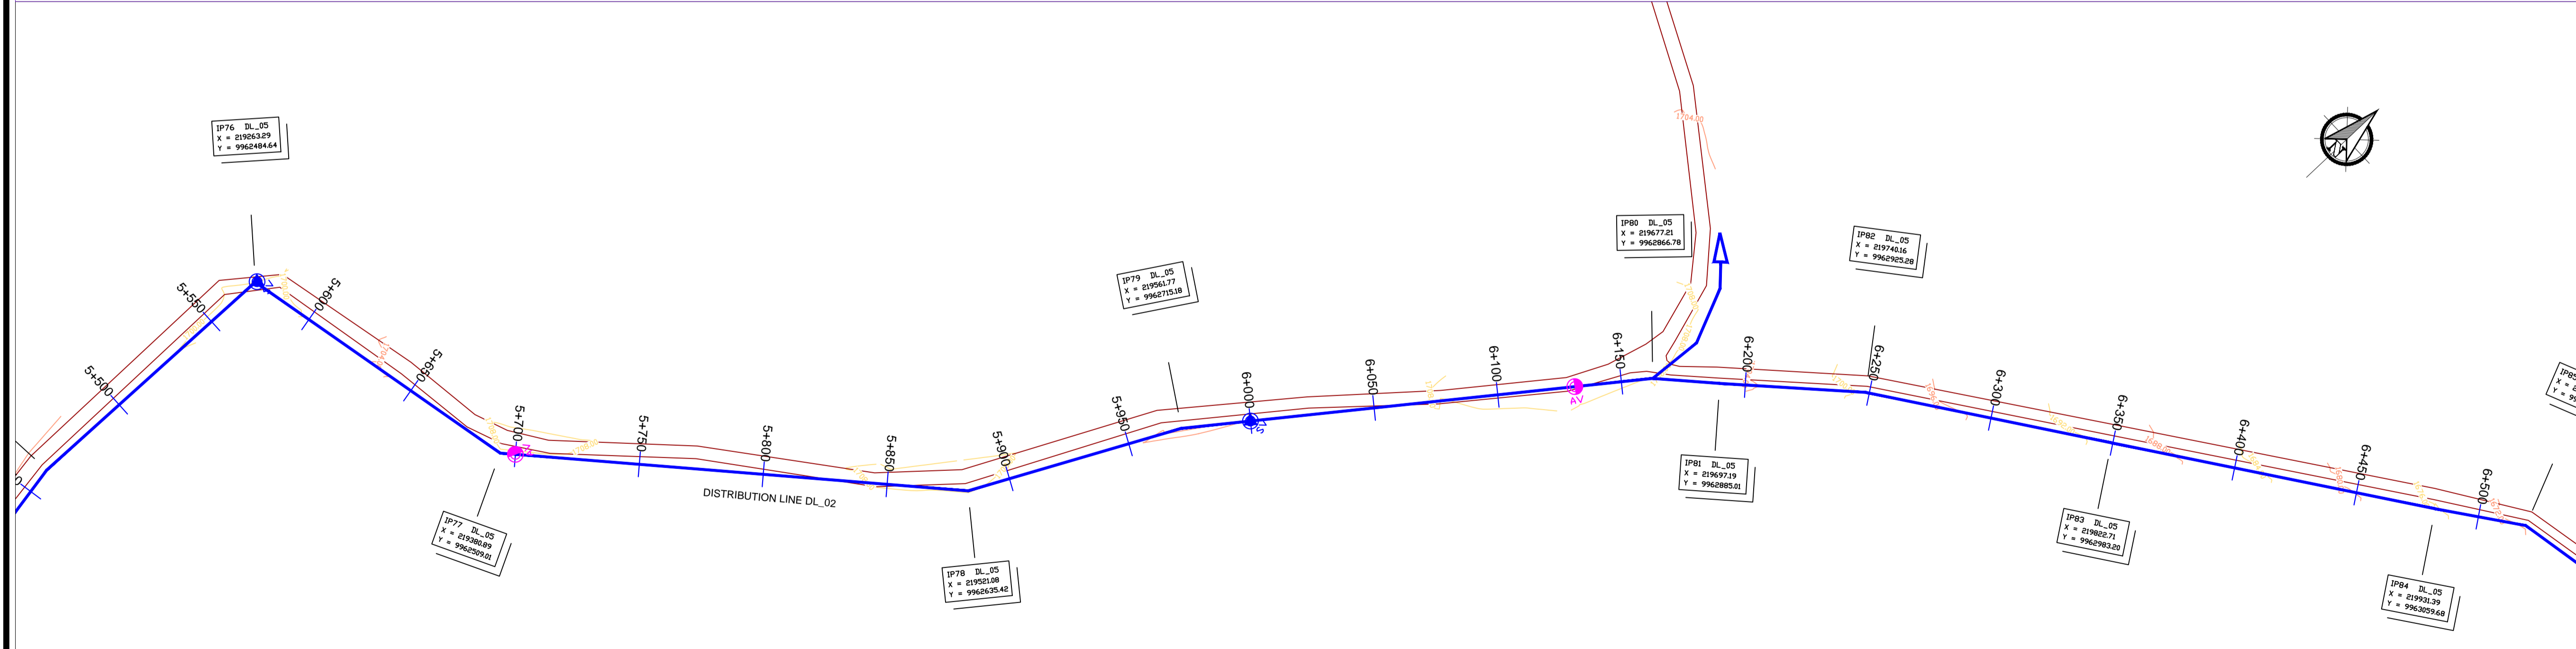 IP76 DL_05
X = 219263.29
Y = 9962484.64
IP79 DL_05
X = 219561.77
Y = 9962715.18
IP80 DL_05
X = 219677.21
Y = 9962866.78
IP82 DL_05
X = 219740.16
Y = 9962925.28
1704.00
5+500
5+550
5+600
5+650
5+700
5+750
5+800
5+850
5+900
5+950
6+000
6+050
6+100
6+150
6+200
6+250
6+300
6+350
6+400
6+450
6+500
AV
DISTRIBUTION LINE DL_02
IP77 DL_05
X = 219380.89
Y = 9962509.01
IP78 DL_05
X = 219521.08
Y = 9962635.42
IP81 DL_05
X = 219697.19
Y = 9962885.01
IP83 DL_05
X = 219822.71
Y = 9962983.20
IP84 DL_05
X = 219931.39
Y = 9963059.68